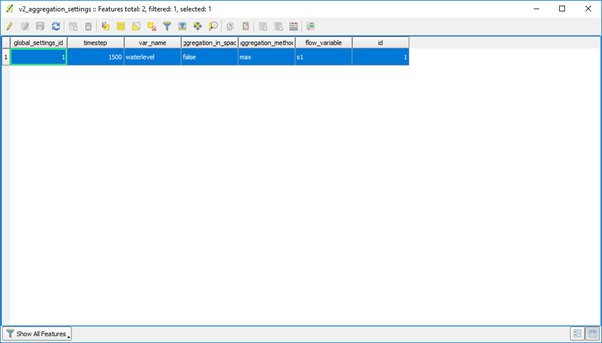 v2_aggregation_settings :: Features total: 2, filtered: 1, selected: 1
global_settings_id timestep var_name ggregation_in_spac ggregation_method flow_variable id
1 1 1500 waterlevel false max s1 1
Show All Features